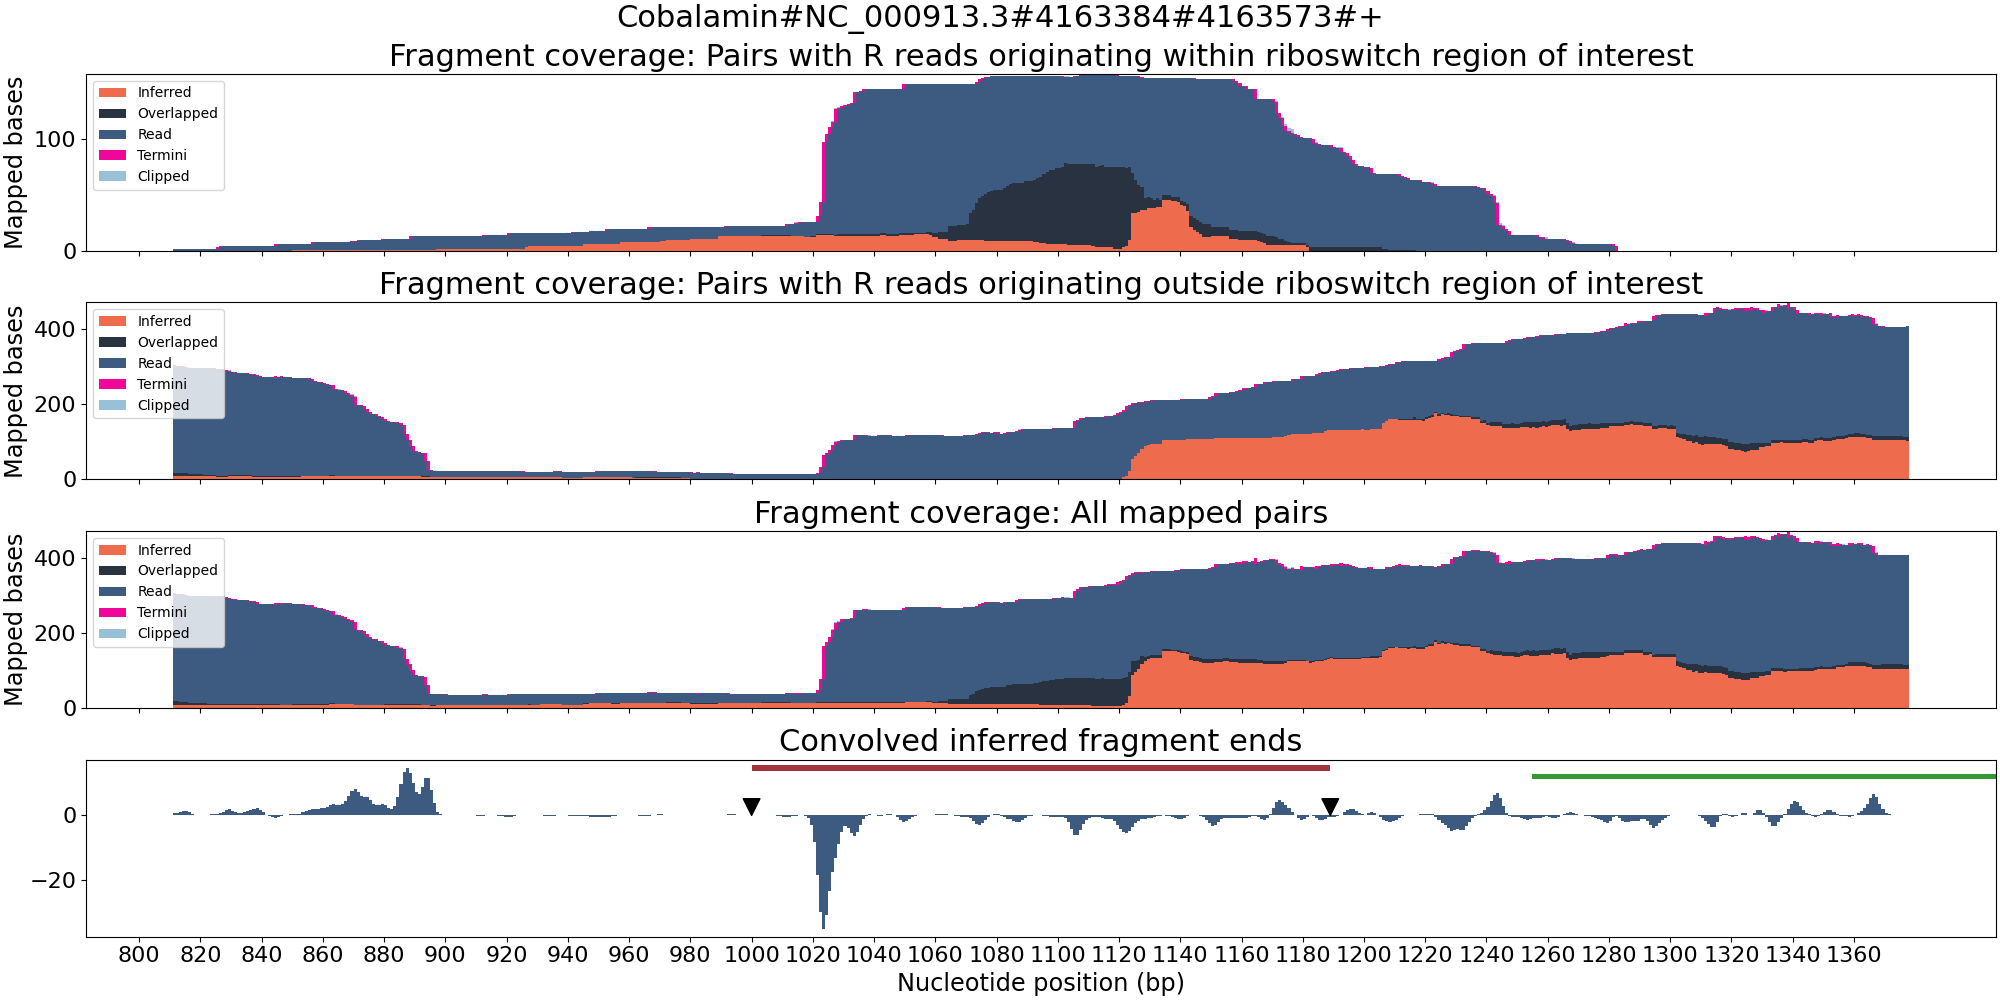 Cobalamin#NC_000913.3#4163384#4163573#+
Fragment coverage: Pairs with R reads originating within riboswitch region of interest
Mapped bases
100
0
Inferred
Overlapped
Read
Termini
Clipped
Fragment coverage: Pairs with R reads originating outside riboswitch region of interest
Mapped bases
400
200
0
Inferred
Overlapped
Read
Termini
Clipped
Fragment coverage: All mapped pairs
Mapped bases
400
200
0
Inferred
Overlapped
Read
Termini
Clipped
Convolved inferred fragment ends
0
−20
800 820 840 860 880 900 920 940 960 980 1000 1020 1040 1060 1080 1100 1120 1140 1160 1180 1200 1220 1240 1260 1280 1300 1320 1340 1360
Nucleotide position (bp)